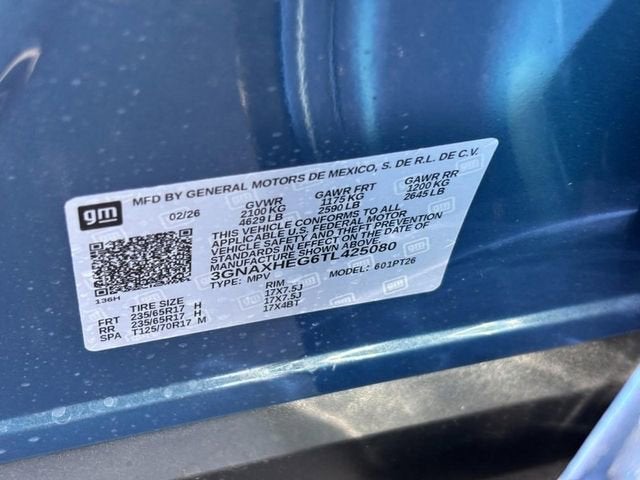 MFD BY GENERAL MOTORS DE MEXICO, S. DE R.L. DE C.V.
gm
02/26
GVWR GAWR FRT GAWR RR
2100 KG 1175 KG 1200 KG
4629 LB 2590 LB 2645 LB
THIS VEHICLE CONFORMS TO ALL
APPLICABLE U.S. FEDERAL MOTOR
VEHICLE SAFETY AND THEFT PREVENTION
STANDARDS IN EFFECT ON THE DATE OF
MANUFACTURE SHOWN ABOVE.
3GNAXHEG6TL425080
TYPE: MPV MODEL: 601PT26
136H
TIRE SIZE RIM
FRT 235/65R17 H 17X7.5J
RR 235/65R17 H 17X7.5J
SPA T125/70R17 M 17X4BT